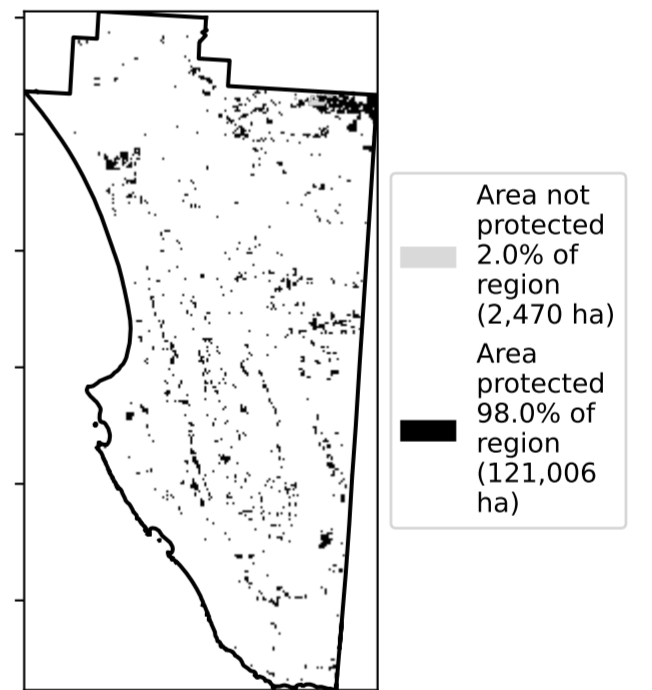 Area not
protected
2.0% of
region
(2,470 ha)
Area
protected
98.0% of
region
(121,006
ha)